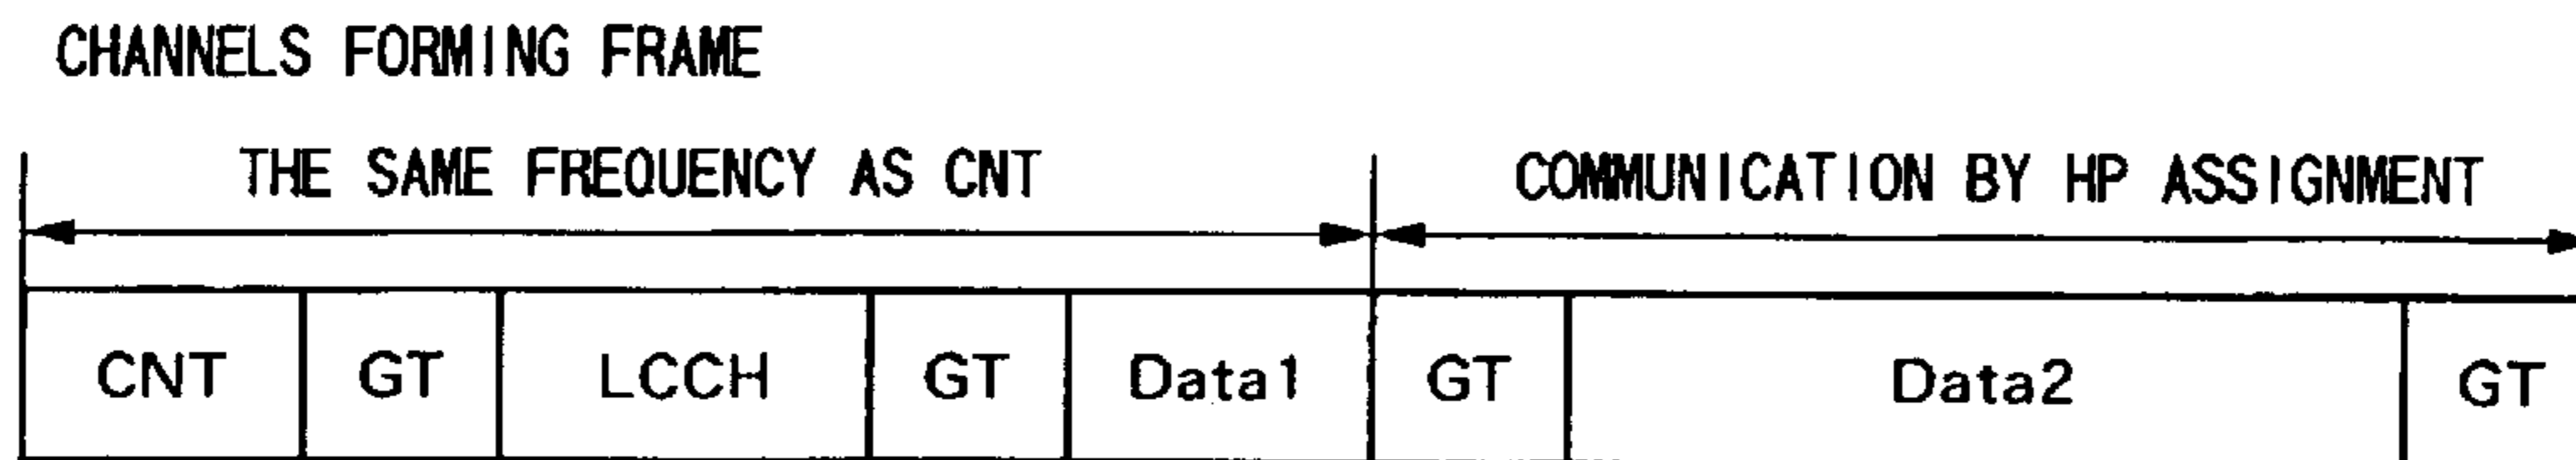 CHANNELS FORMING FRAME
THE SAME FREQUENCY AS CNT COMMUNICATION BY HP ASSIGNMENT
CNT GT LCCH GT Data1 GT Data2 GT